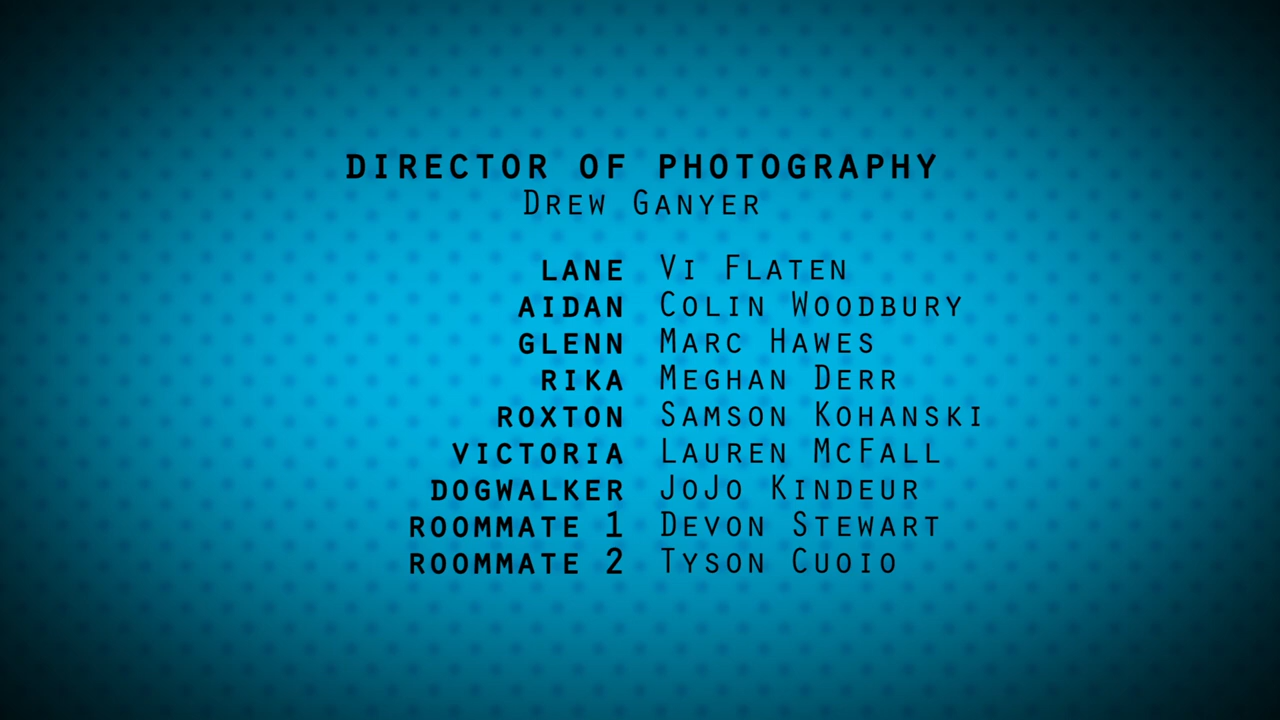 DIRECTOR OF PHOTOGRAPHY
DREW GANYER
LANE VI FLATEN
AIDAN COLIN WOODBURY
GLENN MARC HAWES
RIKA MEGHAN DERR
ROXTON SAMSON KOHANSKI
VICTORIA LAUREN MCFALL
DOGWALKER JOJO KINDEUR
ROOMMATE 1 DEVON STEWART
ROOMMATE 2 TYSON CUOIO